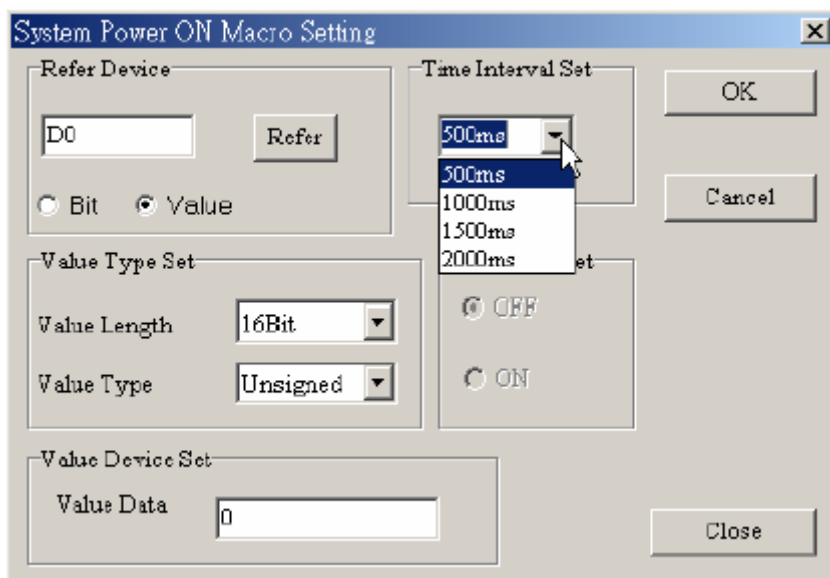 System Power ON Macro Setting
Refer Device
D0
Refer
Bit
Value
Time Interval Set
500ms
500ms
1000ms
1500ms
2000ms
OK
Cancel
Value Type Set
Value Length
16Bit
Value Type
Unsigned
et
OFF
ON
Value Device Set
Value Data
0
Close